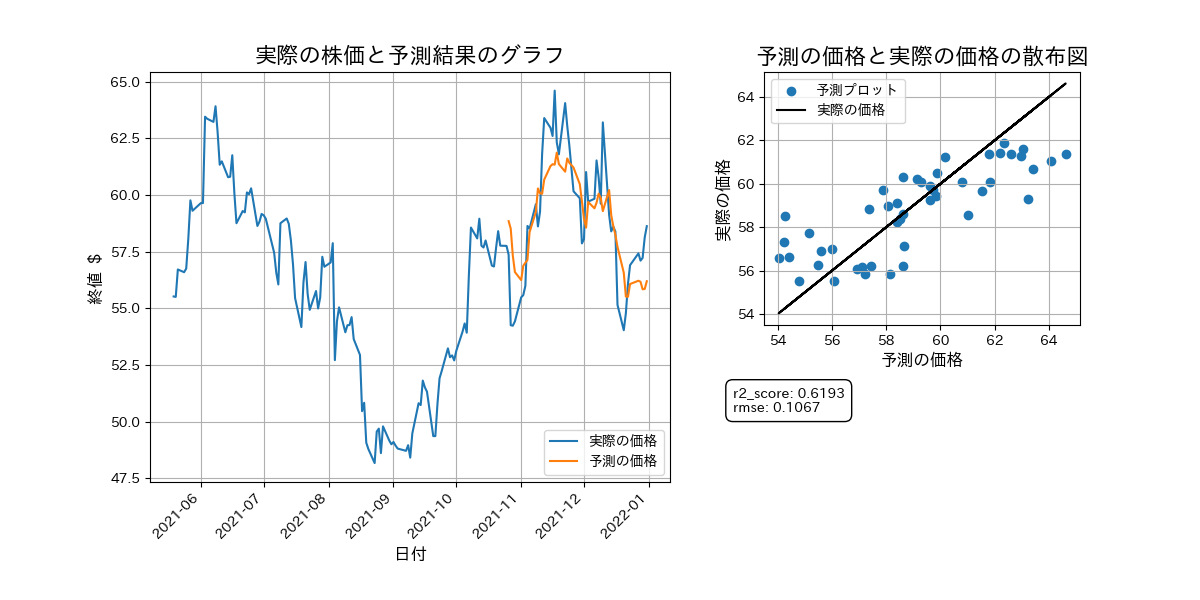 実際の株価と予測結果のグラフ
65.0
62.5
60.0
57.5
55.0
52.5
50.0
47.5
終値 $
実際の価格
予測の価格
2021-06
2021-07
2021-08
2021-09
2021-10
2021-11
2021-12
2022-01
日付
予測の価格と実際の価格の散布図
予測プロット
実際の価格
64
62
60
58
56
54
実際の価格
54
56
58
60
62
64
予測の価格
r2_score: 0.6193
rmse: 0.1067